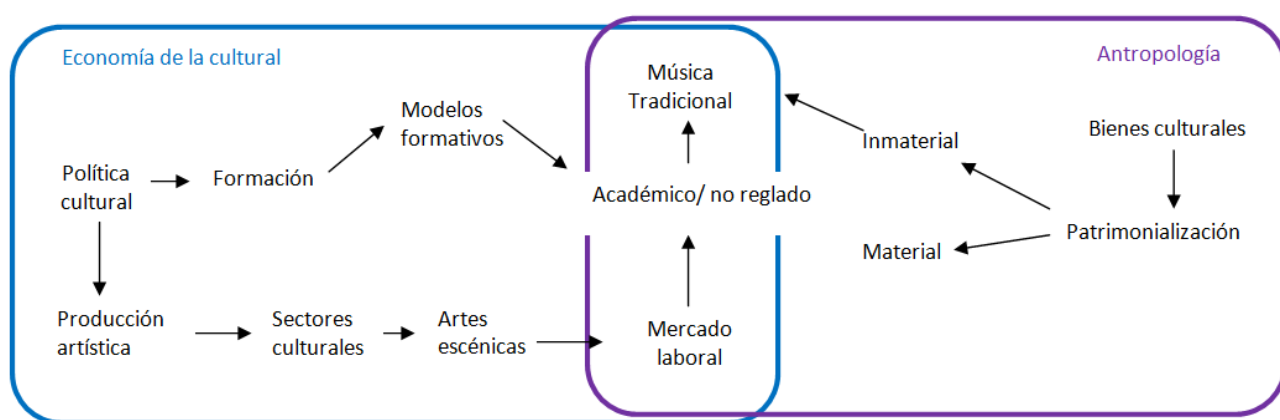 Economía de la cultural
Antropología
Música
Tradicional
Modelos
formativos
Inmaterial
Bienes culturales
Política
cultural
Formación
Académico/ no reglado
Patrimonialización
Material
Producción
artística
Sectores
culturales
Artes
escénicas
Mercado
laboral